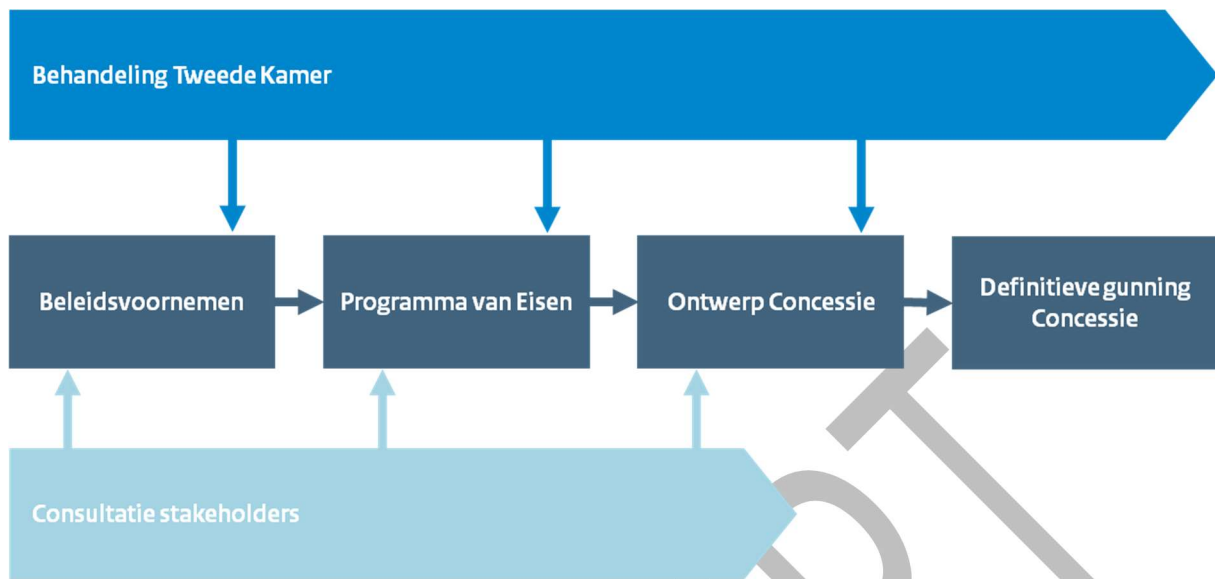 Behandeling Tweede Kamer
Beleidsvoornemen
Programma van Eisen
Ontwerp Concessie
Definitieve gunning
Concessie
Consultatie stakeholders